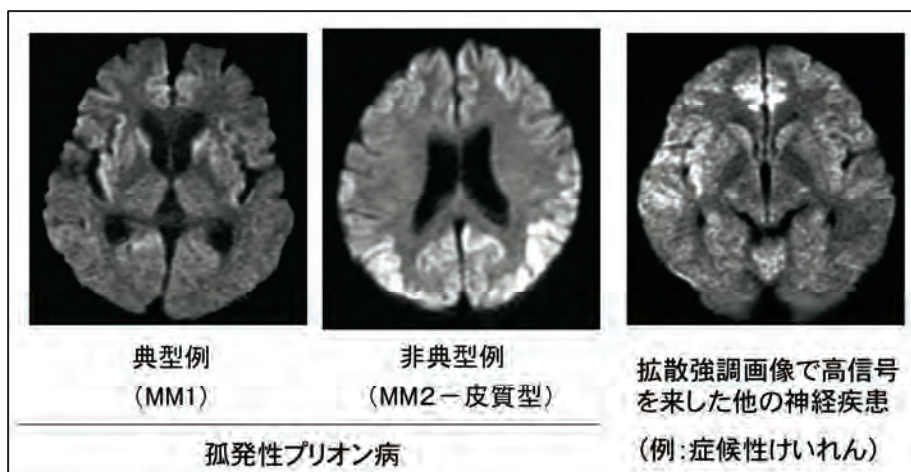 典型例
(MM1)
非典型例
(MM2-皮質型)
孤発性プリオン病
拡散強調画像で高信号
を来した他の神経疾患
(例:症候性けいれん)